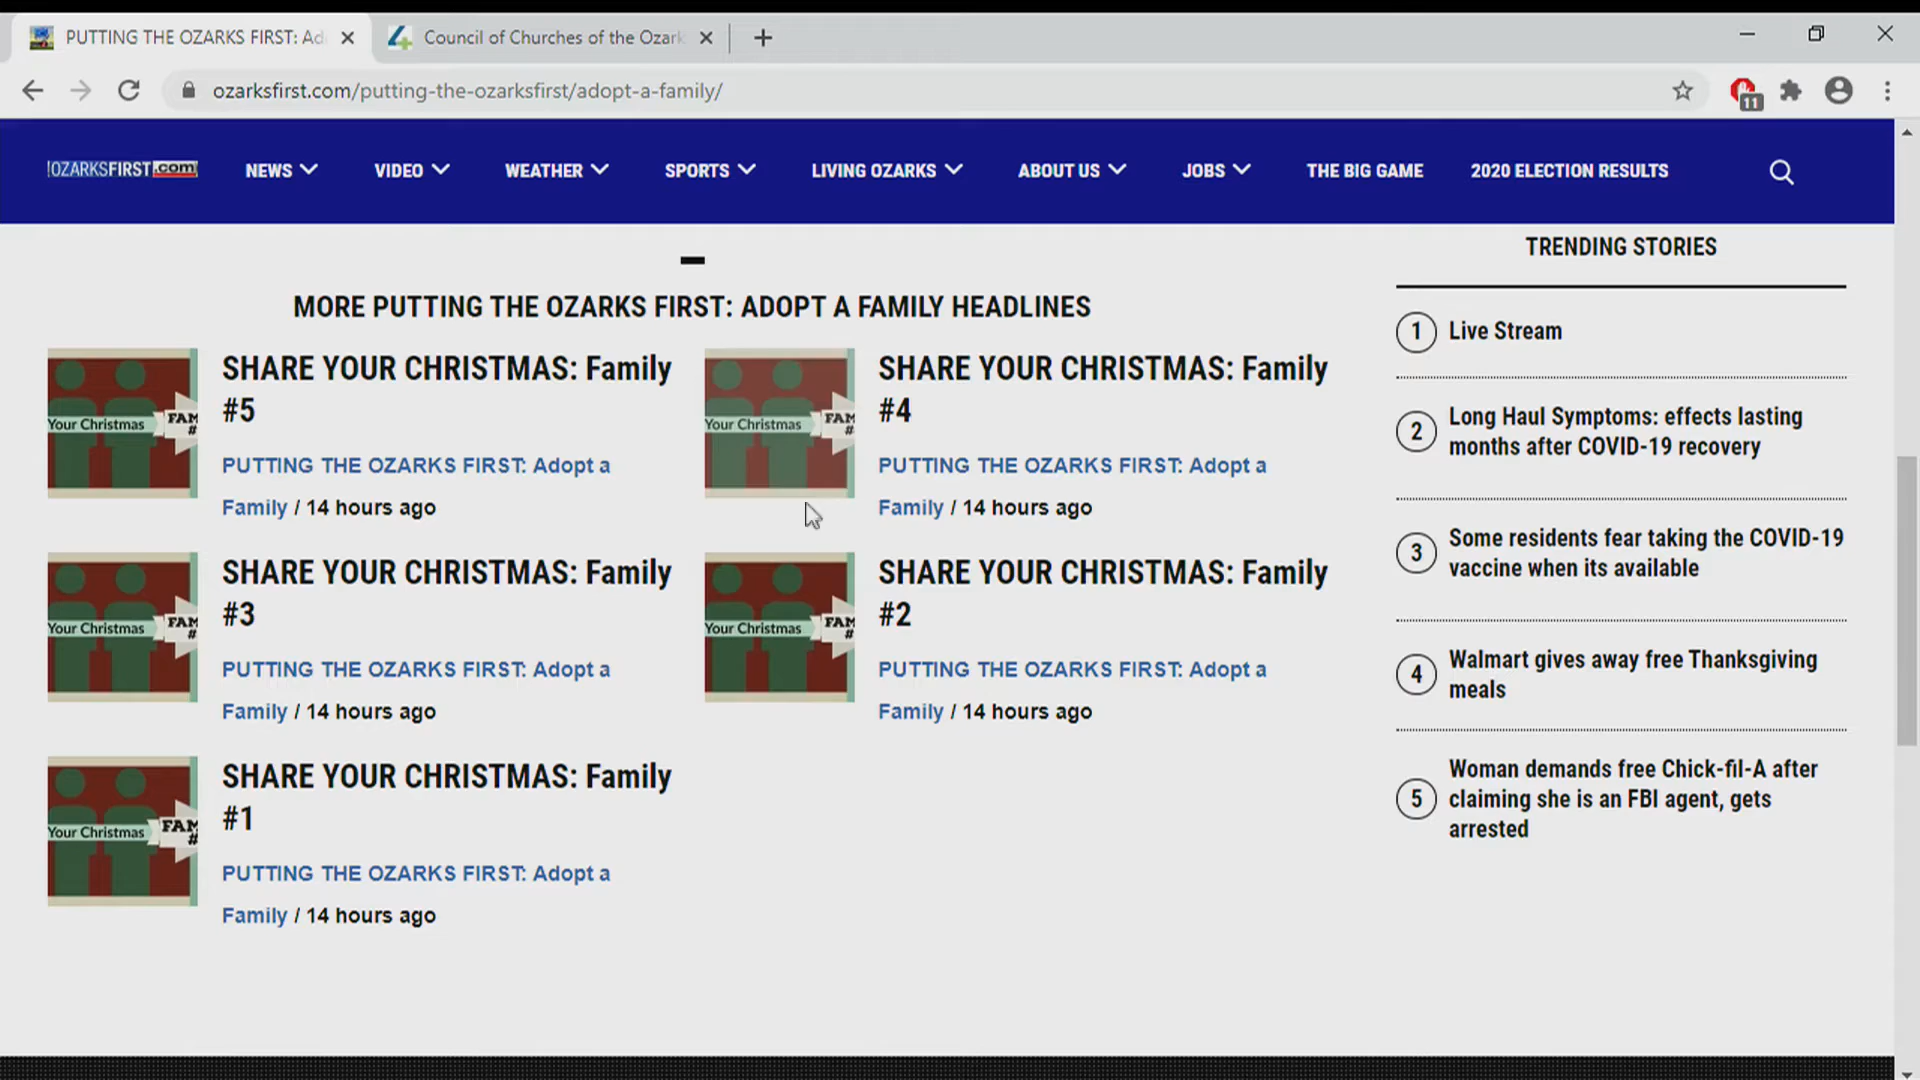 PUTTING THE OZARKS FIRST: Ad
Council of Churches of the Ozark
ozarksfirst.com/putting-the-ozarksfirst/adopt-a-family/
11
OZARKSFIRST.com
NEWS
VIDEO
WEATHER
SPORTS
LIVING OZARKS
ABOUT US
JOBS
THE BIG GAME
2020 ELECTION RESULTS
MORE PUTTING THE OZARKS FIRST: ADOPT A FAMILY HEADLINES
Your Christmas
FAM
#
SHARE YOUR CHRISTMAS: Family
#5
PUTTING THE OZARKS FIRST: Adopt a
Family / 14 hours ago
Your Christmas
FAM
#
SHARE YOUR CHRISTMAS: Family
#4
PUTTING THE OZARKS FIRST: Adopt a
Family / 14 hours ago
Your Christmas
FAM
#
SHARE YOUR CHRISTMAS: Family
#3
PUTTING THE OZARKS FIRST: Adopt a
Family / 14 hours ago
Your Christmas
FAM
#
SHARE YOUR CHRISTMAS: Family
#2
PUTTING THE OZARKS FIRST: Adopt a
Family / 14 hours ago
Your Christmas
FAM
#
SHARE YOUR CHRISTMAS: Family
#1
PUTTING THE OZARKS FIRST: Adopt a
Family / 14 hours ago
TRENDING STORIES
1 Live Stream
2 Long Haul Symptoms: effects lasting
months after COVID-19 recovery
3 Some residents fear taking the COVID-19
vaccine when its available
4 Walmart gives away free Thanksgiving
meals
5 Woman demands free Chick-fil-A after
claiming she is an FBI agent, gets
arrested